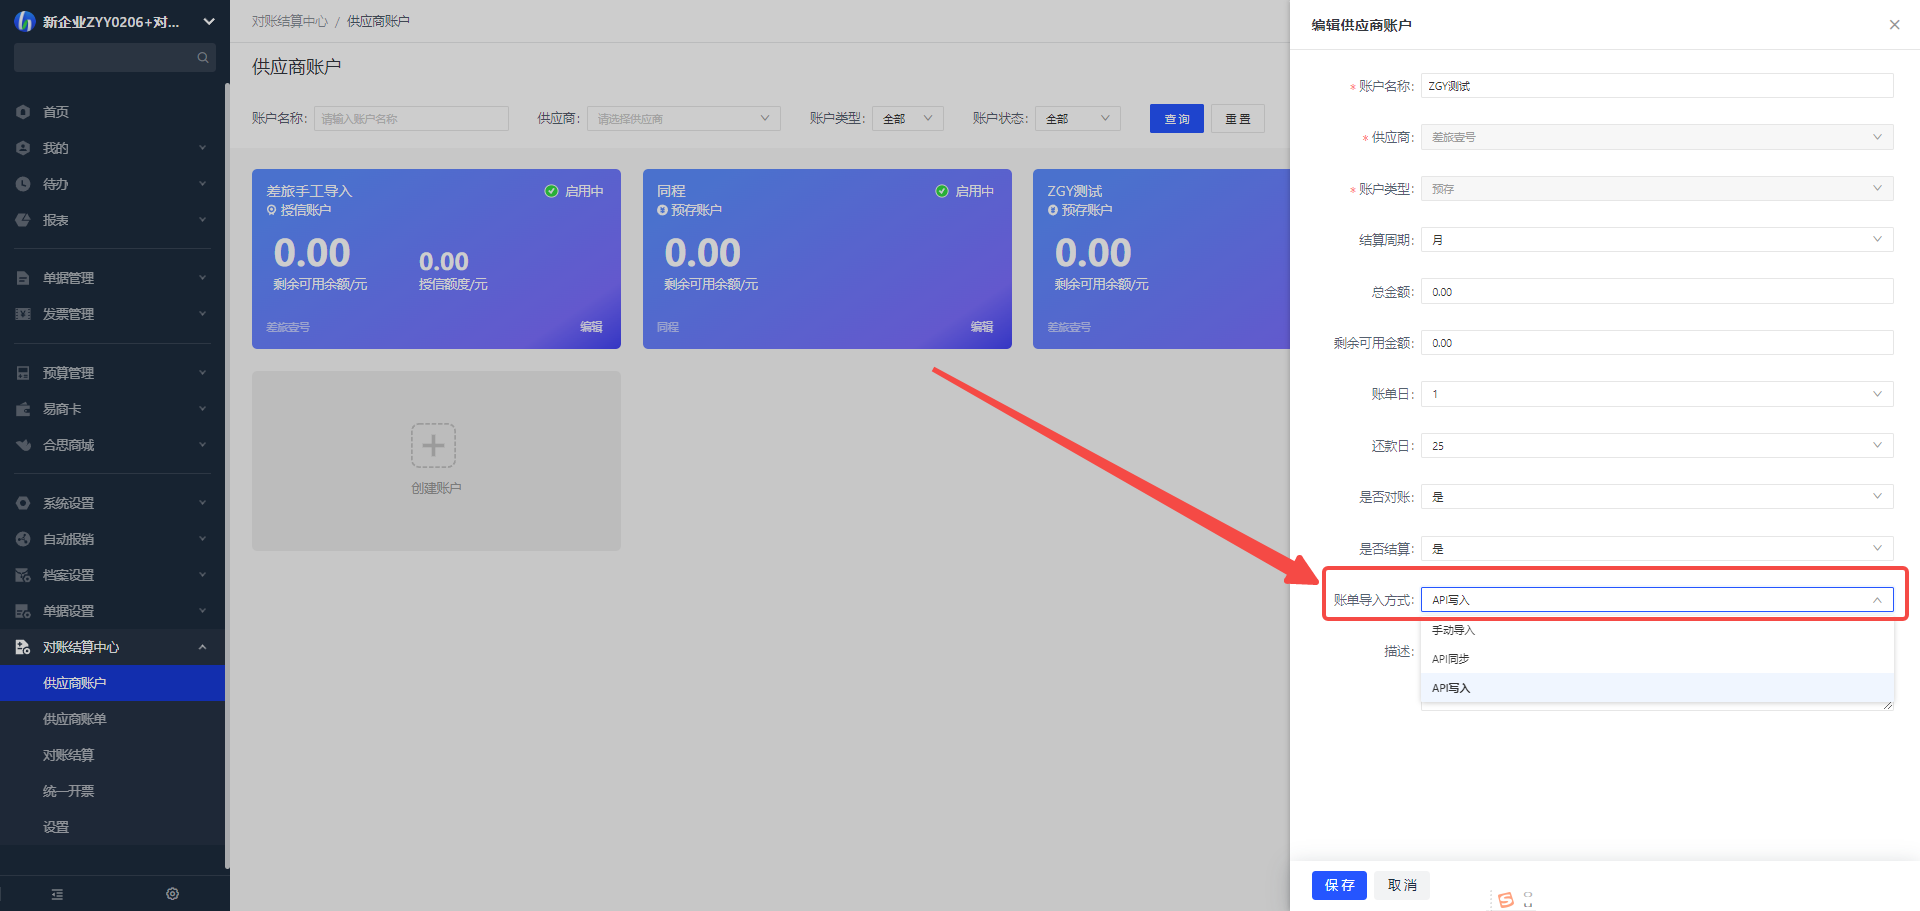 新企业ZYY0206+对...
首页
我的
待办
报表
单据管理
发票管理
预算管理
易商卡
合思商城
系统设置
自动报销
档案设置
单据设置
对账结算中心
供应商账户
供应商账单
对账结算
统一开票
设置
对账结算中心 / 供应商账户
供应商账户
账户名称: 请输入账户名称 供应商: 请选择供应商 账户类型: 全部 账户状态: 全部 查询 重置
差旅手工导入 启用中
授信账户
0.00 0.00
剩余可用余额/元 授信额度/元
差旅壹号 编辑
同程 启用中
预存账户
0.00
剩余可用余额/元
同程 编辑
ZGY测试
预存账户
0.00
剩余可用余额/元
差旅壹号
创建账户
编辑供应商账户
* 账户名称: ZGY测试
* 供应商: 差旅壹号
* 账户类型: 预存
结算周期: 月
总金额: 0.00
剩余可用金额: 0.00
账单日: 1
还款日: 25
是否对账: 是
是否结算: 是
账单导入方式: API写入
手动导入
描述:
API同步
API写入
保存 取消